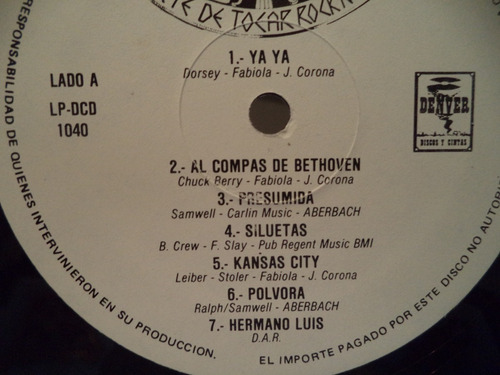 DE TOCAR ROCK N
1.- YA YA
Dorsey - Fabiola - J. Corona
LADO A
LP-DCD
1040
DENVER
DISCOS Y CINTAS
2.- AL COMPAS DE BETHOVEN
Chuck Berry - Fabiola - J. Corona
3.- PRESUMIDA
Samwell - Carlin Music - ABERBACH
4.- SILUETAS
B. Crew - F. Slay - Pub Regent Music BMI
5.- KANSAS CITY
Leiber - Stoler - Fabiola - J. Corona
6.- POLVORA
Ralph/Samwell - ABERBACH
7.- HERMANO LUIS
D.A.R.
RESPONSABILIDAD DE QUIENES INTERVINIERON EN SU PRODUCCION.
EL IMPORTE PAGADO POR ESTE DISCO NO